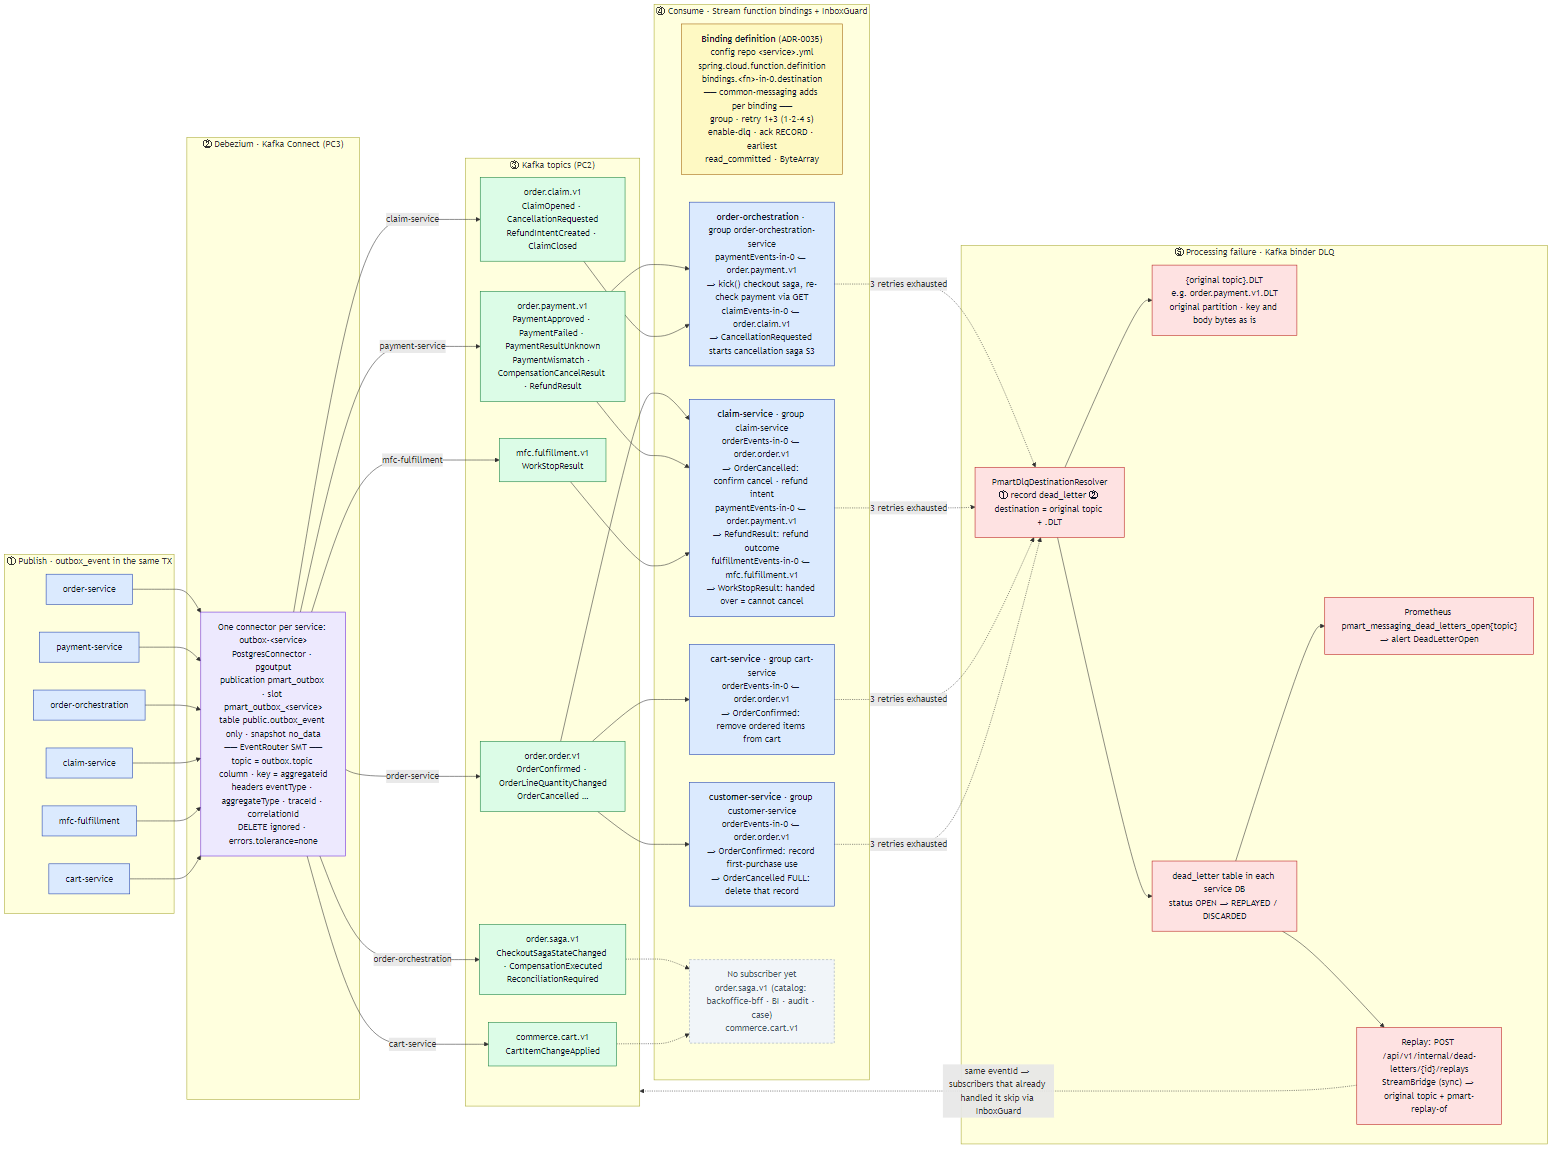 ① Publish · outbox_event in the same TX
order-service
payment-service
order-orchestration
claim-service
mfc-fulfillment
cart-service
② Debezium · Kafka Connect (PC3)
One connector per service:
outbox-<service>
PostgresConnector ·
pgoutput
publication pmart_outbox
· slot
pmart_outbox_<service>
table public.outbox_event
only · snapshot no_data
── EventRouter SMT ──
topic = outbox.topic
column · key = aggregateId
headers eventType ·
aggregateType · traceId ·
correlationId
DELETE ignored ·
errors.tolerance=none
claim-service
payment-service
mfc-fulfillment
order-service
order-orchestration
cart-service
③ Kafka topics (PC2)
order.claim.v1
ClaimOpened ·
CancellationRequested
RefundIntentCreated ·
ClaimClosed
order.payment.v1
PaymentApproved ·
PaymentFailed ·
PaymentResultUnknown
PaymentMismatch ·
CompensationCancelResult
· RefundResult
mfc.fulfillment.v1
WorkStopResult
order.order.v1
OrderConfirmed ·
OrderLineQuantityChanged
OrderCancelled ...
order.saga.v1
CheckoutSagaStateChanged
· CompensationExecuted
ReconciliationRequired
commerce.cart.v1
CartItemChangeApplied
④ Consume · Stream function bindings + InboxGuard
Binding definition (ADR-0035)
config repo <service>.yml
spring.cloud.function.definition
bindings.<fn>-in-0.destination
── common-messaging adds
per binding ──
group · retry 1+3 (1-2-4 s)
enable-dlq · ack RECORD ·
earliest
read_committed · ByteArray
order-orchestration ·
group order-orchestration-
service
paymentEvents-in-0 ←
order.payment.v1
→ kick() checkout saga, re-
check payment via GET
claimEvents-in-0 ←
order.claim.v1
→ CancellationRequested
starts cancellation saga S3
claim-service · group
claim-service
orderEvents-in-0 ←
order.order.v1
→ OrderCancelled:
confirm cancel · refund
intent
paymentEvents-in-0 ←
order.payment.v1
→ RefundResult: refund
outcome
fulfillmentEvents-in-0 ←
mfc.fulfillment.v1
→ WorkStopResult: handed
over = cannot cancel
cart-service · group cart-
service
orderEvents-in-0 ←
order.order.v1
→ OrderConfirmed:
remove ordered items
from cart
customer-service · group
customer-service
orderEvents-in-0 ←
order.order.v1
→ OrderConfirmed: record
first-purchase use
→ OrderCancelled FULL:
delete that record
No subscriber yet
order.saga.v1 (catalog:
backoffice-bff · BI · audit ·
case)
commerce.cart.v1
3 retries exhausted
3 retries exhausted
3 retries exhausted
3 retries exhausted
⑤ Processing failure · Kafka binder DLQ
{original topic}.DLT
e.g. order.payment.v1.DLT
original partition · key and
body bytes as is
PmartDlqDestinationResolver
① record dead_letter ②
destination = original topic
+ .DLT
Prometheus
pmart_messaging_dead_letters_open{topic}
→ alert DeadLetterOpen
dead_letter table in each
service DB
status OPEN → REPLAYED /
DISCARDED
Replay: POST
/api/v1/internal/dead-
letters/{id}/replays
StreamBridge (sync) →
original topic + pmart-
replay-of
same eventId →
subscribers that already
handled it skip via
InboxGuard